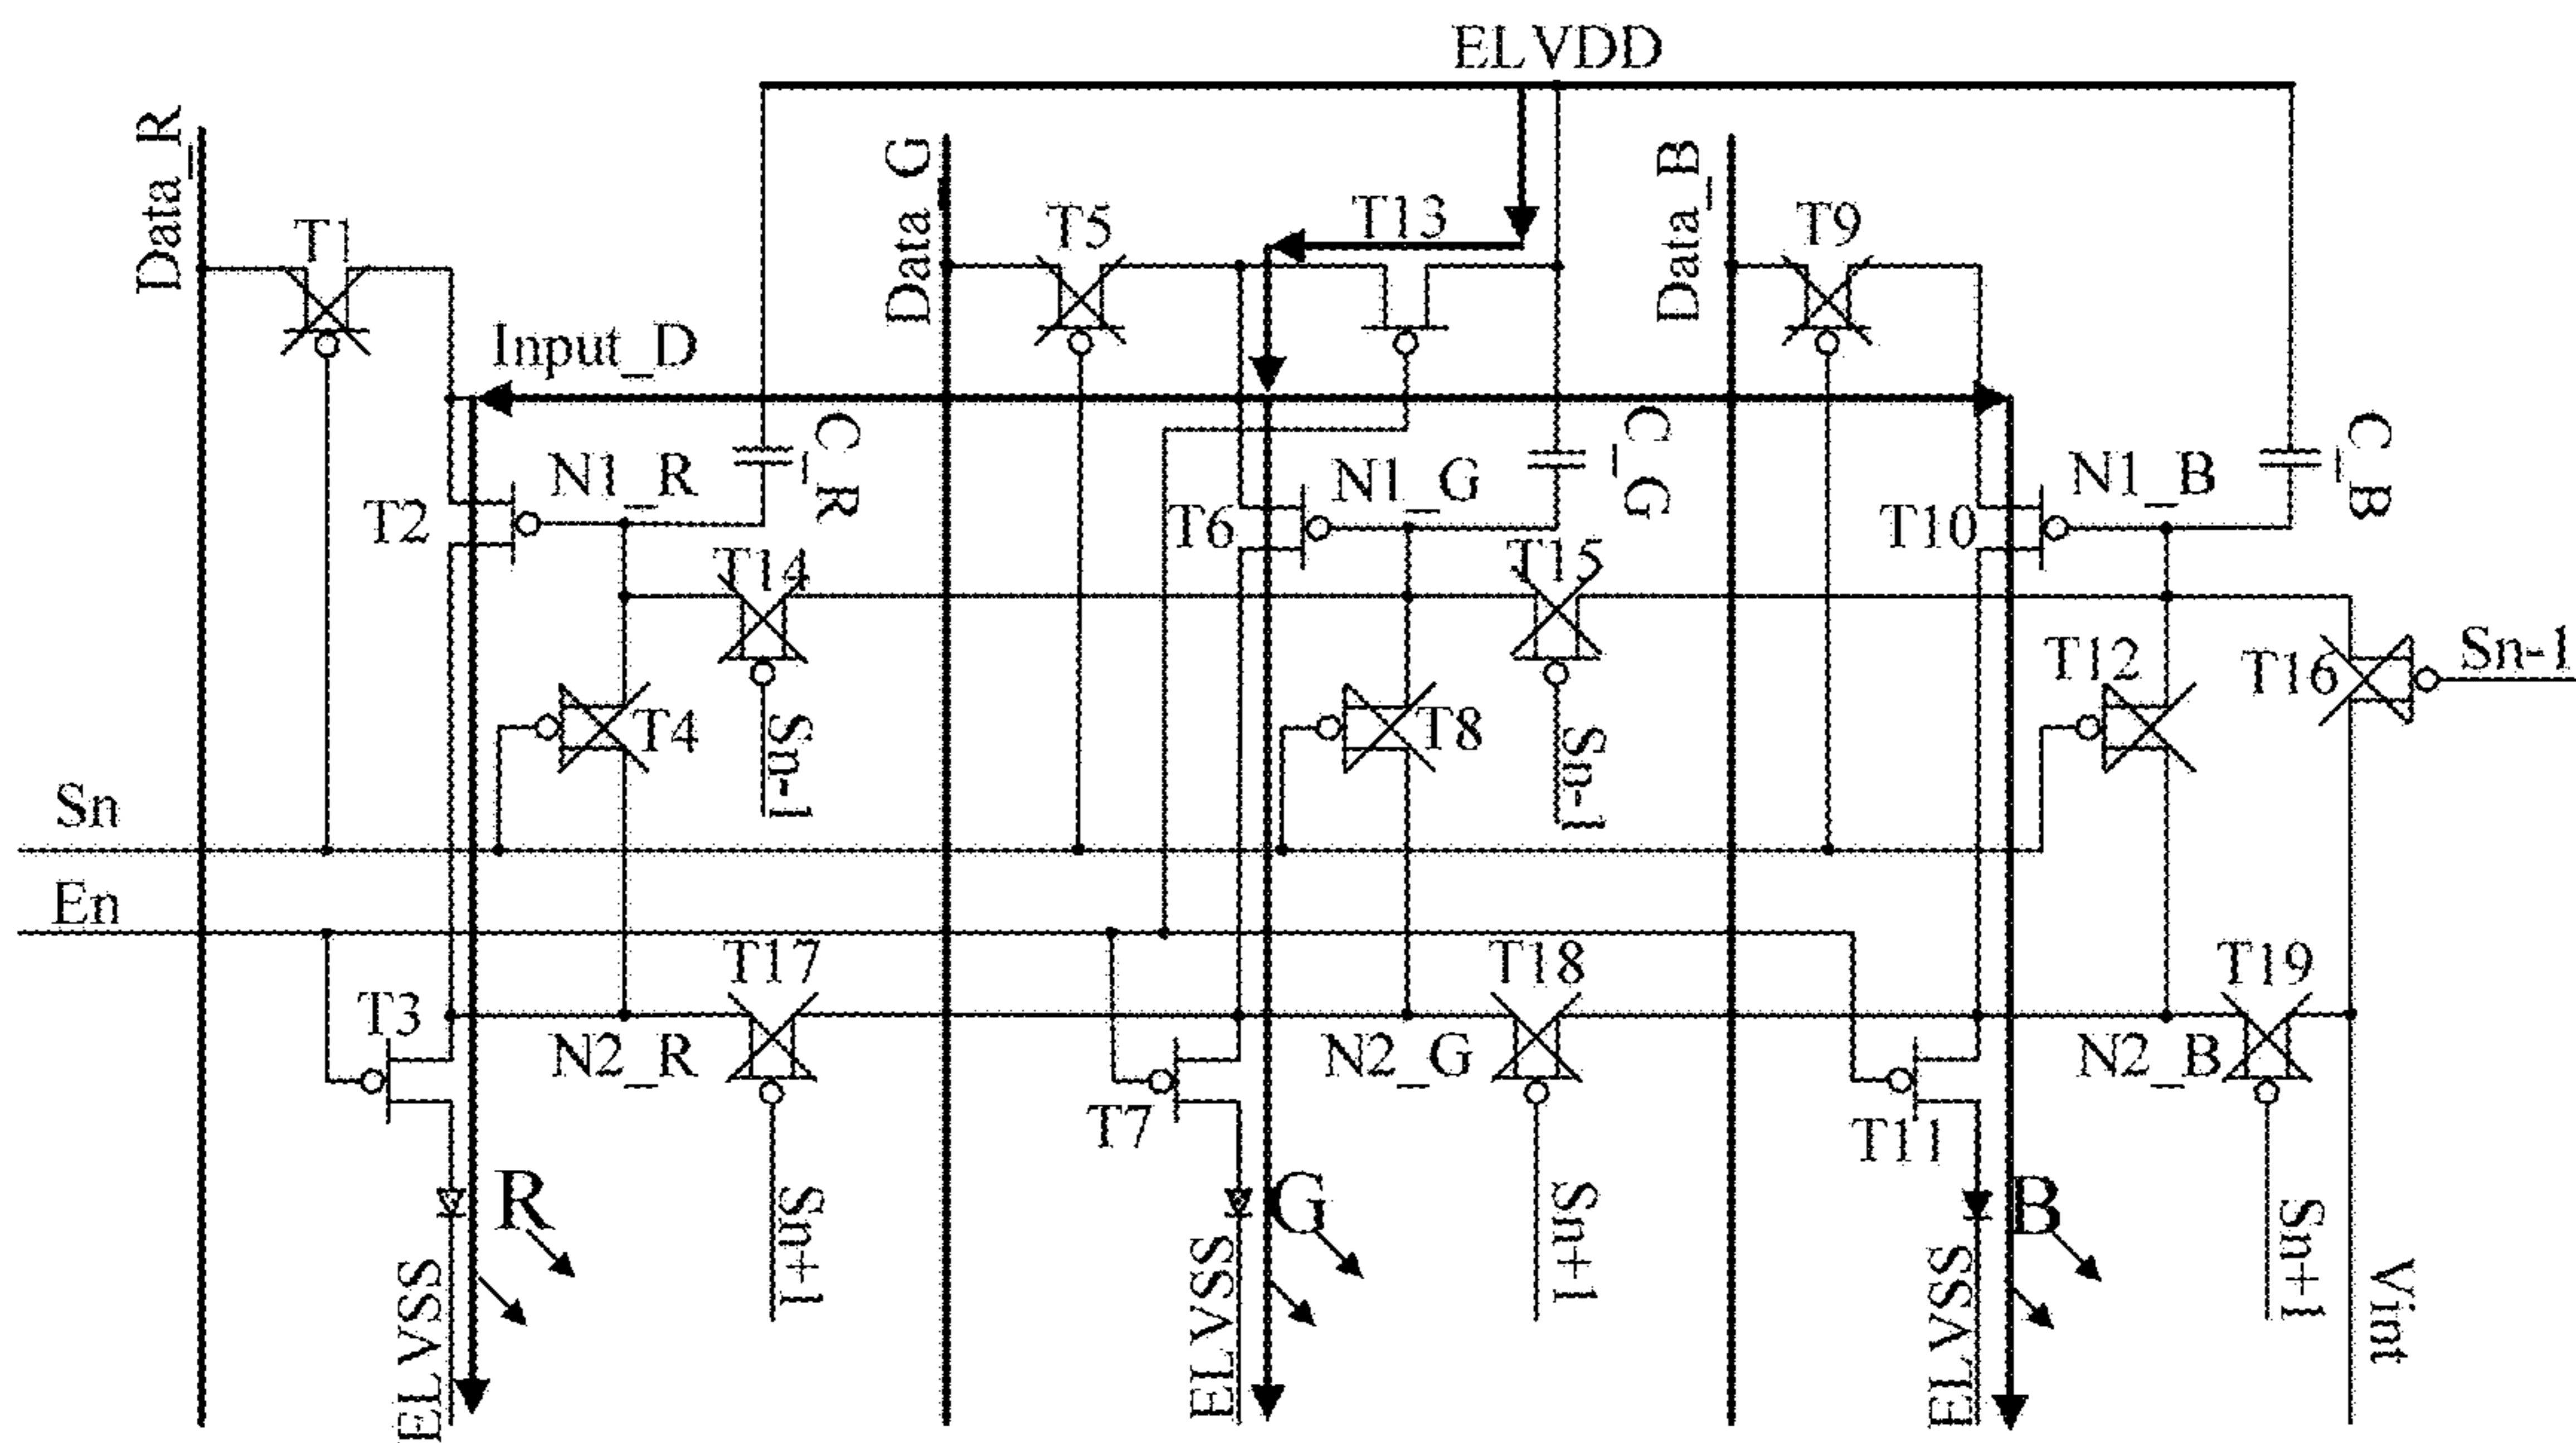 ELVDD
Data_R
Data_G
Data_B
T1
T5
T13
T9
Input_D
C_R
C_G
C_B
N1_R
N1_G
N1_B
T2
T6
T10
T14
T15
T4
T8
T12
T16
Sn-1
Sn-1
Sn-1
Sn
En
T17
T18
T19
T3
N2_R
N2_G
N2_B
T7
T11
R
G
B
Sn+1
Sn+1
Sn+1
ELVSS
ELVSS
ELVSS
Vint